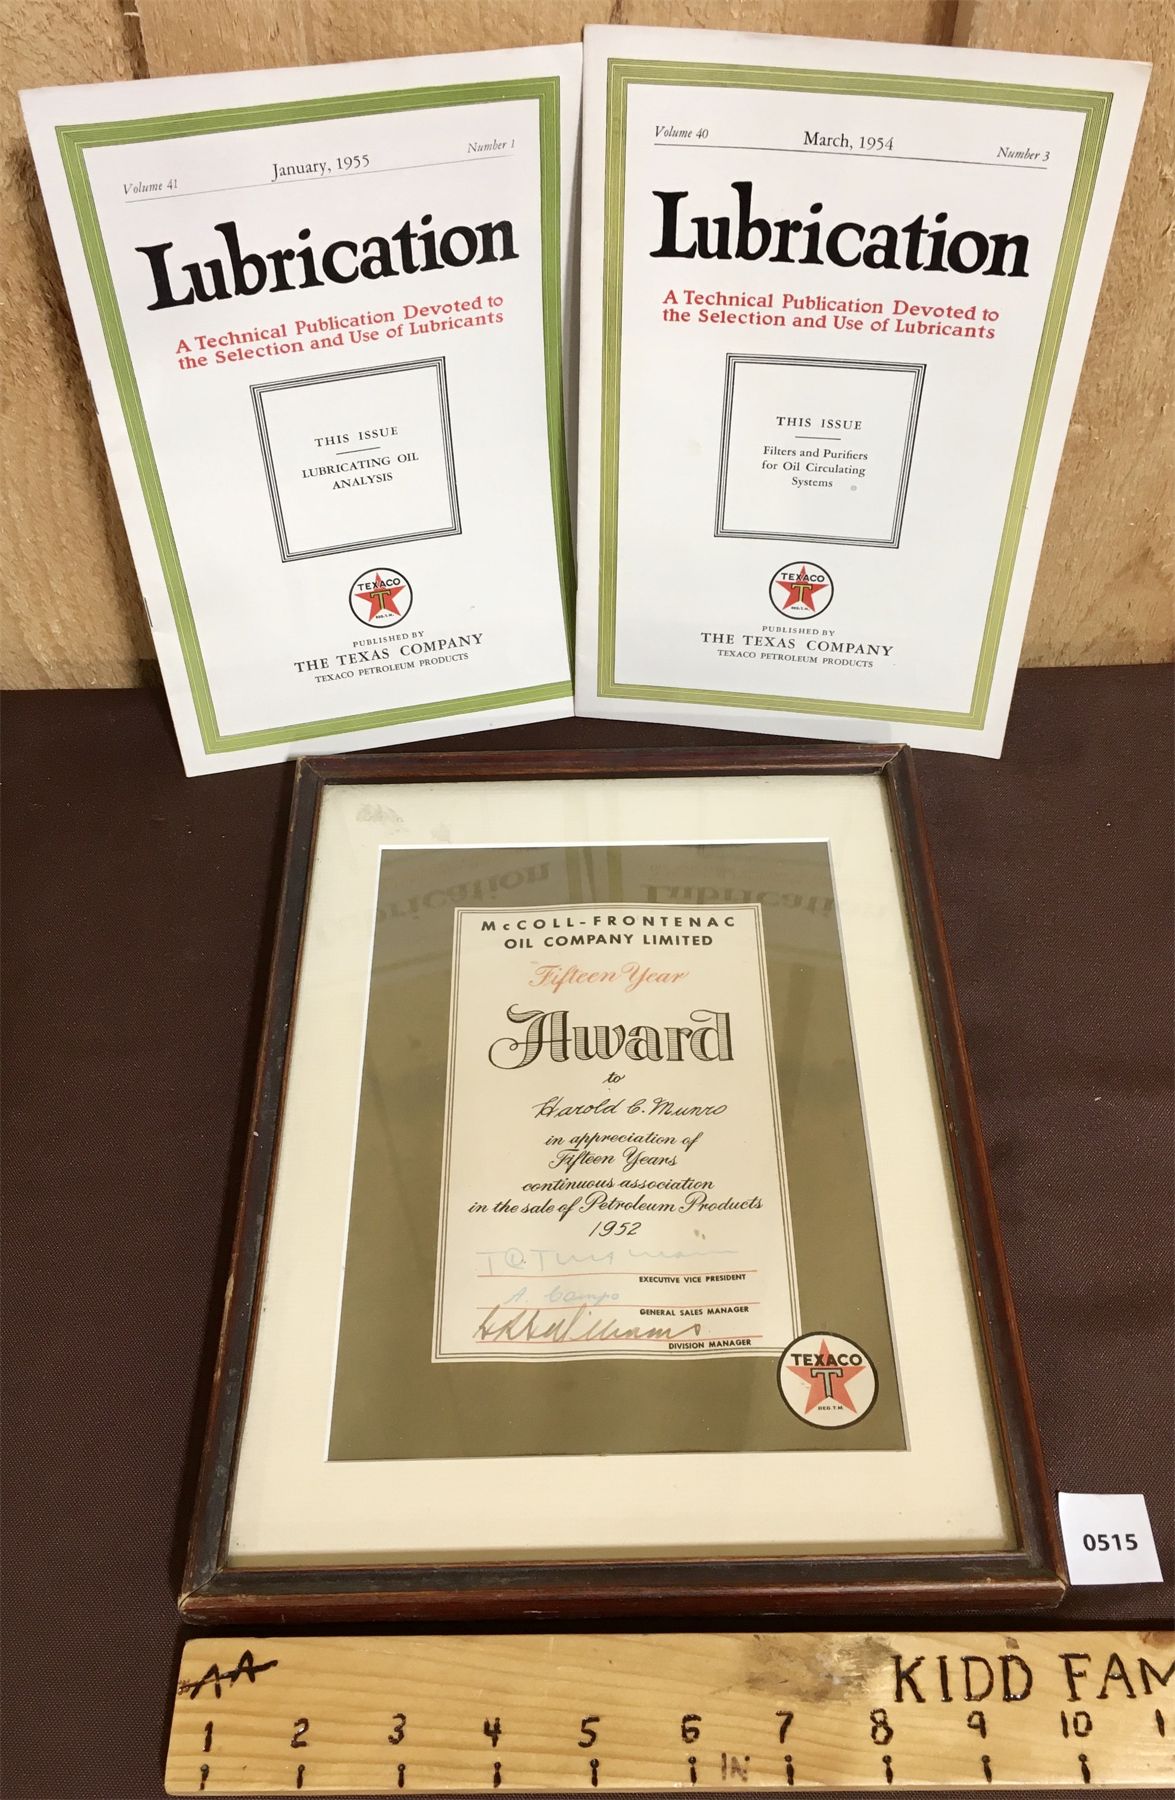 Volume 41 January, 1955 Number 1
Lubrication
A Technical Publication Devoted to
the Selection and Use of Lubricants
THIS ISSUE
LUBRICATING OIL
ANALYSIS
TEXACO
T
REG. T.M.
PUBLISHED BY
THE TEXAS COMPANY
TEXACO PETROLEUM PRODUCTS
Volume 40 March, 1954 Number 3
Lubrication
A Technical Publication Devoted to
the Selection and Use of Lubricants
THIS ISSUE
Filters and Purifiers
for Oil Circulating
Systems
TEXACO
T
REG. T.M.
PUBLISHED BY
THE TEXAS COMPANY
TEXACO PETROLEUM PRODUCTS
McCOLL-FRONTENAC
OIL COMPANY LIMITED
Fifteen Year
Award
to
Harold C. Munro
in appreciation of
Fifteen Years
continuous association
in the sale of Petroleum Products
1952
EXECUTIVE VICE PRESIDENT
A. Campo
GENERAL SALES MANAGER
DIVISION MANAGER
TEXACO
T
REG. T.M.
0515
AA KIDD FAM
1 2 3 4 5 6 7 8 9 10 1
IN